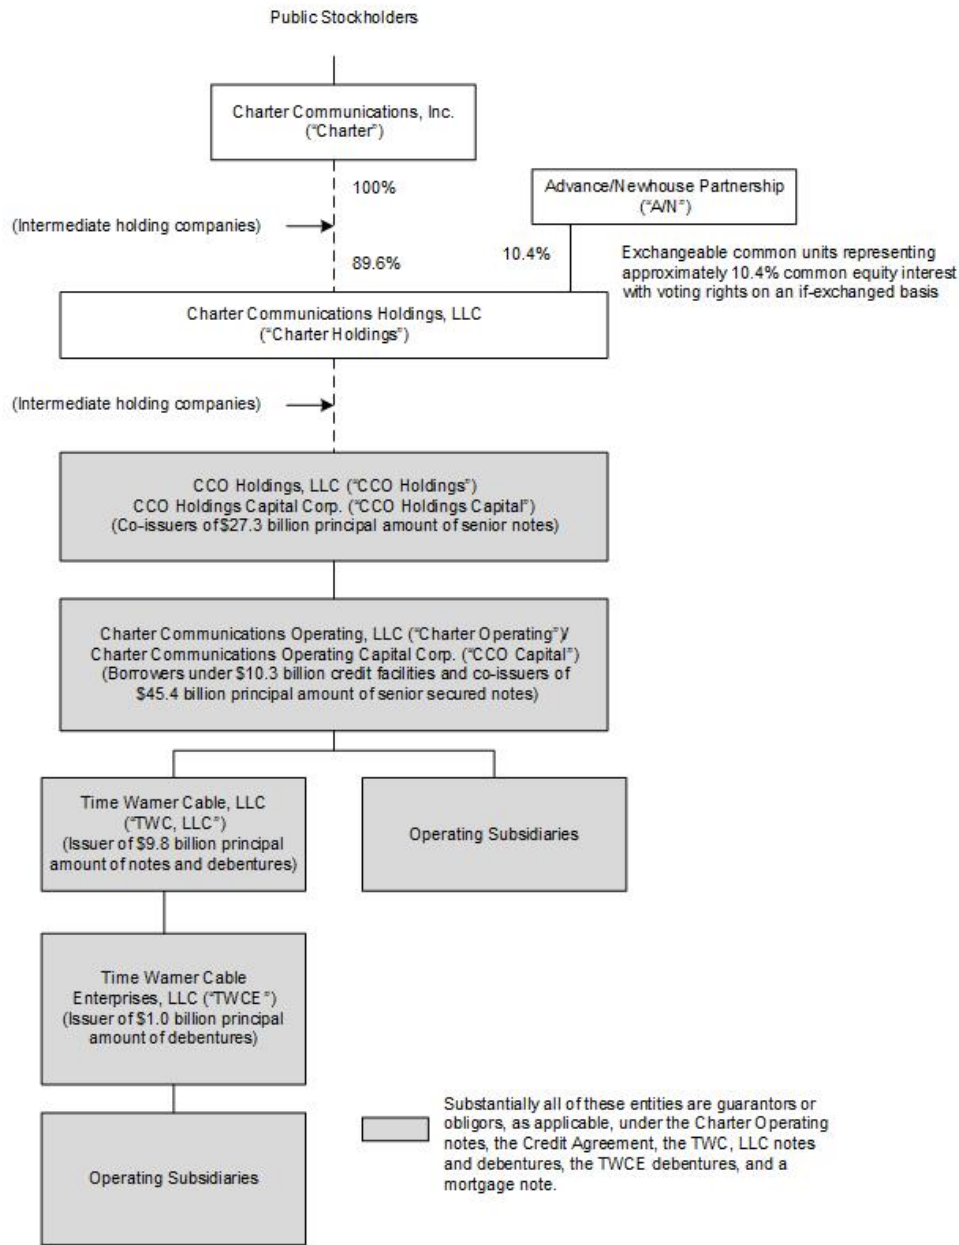 Public Stockholders
Charter Communications, Inc.
("Charter")
100%
Advance/Newhouse Partnership
("A/N")
(Intermediate holding companies)
89.6%
10.4%
Exchangeable common units representing
approximately 10.4% common equity interest
with voting rights on an if-exchanged basis
Charter Communications Holdings, LLC
("Charter Holdings")
(Intermediate holding companies)
CCO Holdings, LLC ("CCO Holdings")
CCO Holdings Capital Corp. ("CCO Holdings Capital")
(Co-issuers of $27.3 billion principal amount of senior notes)
Charter Communications Operating, LLC ("Charter Operating")/
Charter Communications Operating Capital Corp. ("CCO Capital")
(Borrowers under $10.3 billion credit facilities and co-issuers of
$45.4 billion principal amount of senior secured notes)
Time Warner Cable, LLC
("TWC, LLC")
(Issuer of $9.8 billion principal
amount of notes and debentures)
Operating Subsidiaries
Time Warner Cable
Enterprises, LLC ("TWCE")
(Issuer of $1.0 billion principal
amount of debentures)
Operating Subsidiaries
Substantially all of these entities are guarantors or
obligors, as applicable, under the Charter Operating
notes, the Credit Agreement, the TWC, LLC notes
and debentures, the TWCE debentures, and a
mortgage note.